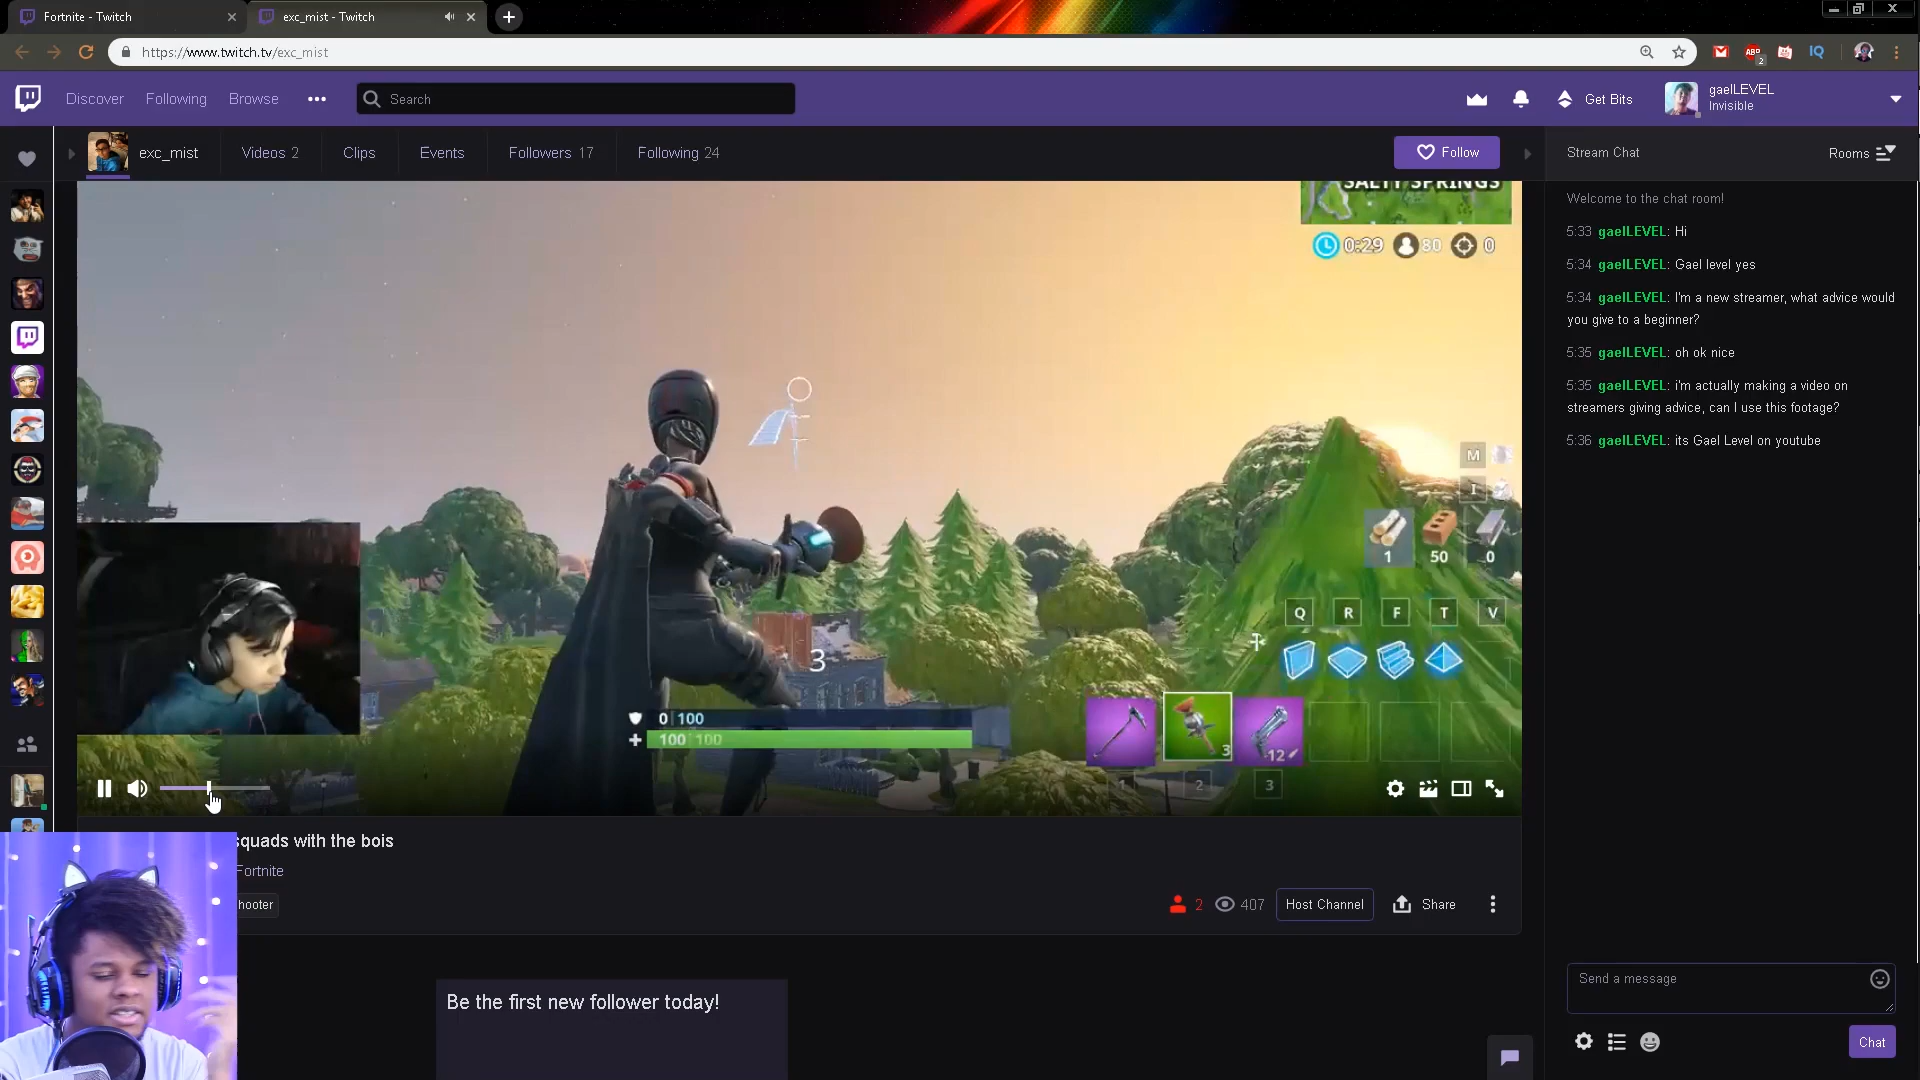 Fortnite - Twitch
exc_mist - Twitch
https://www.twitch.tv/exc_mist
ABP
2
IQ
Discover
Following
Browse
Search
Get Bits
gaelLEVEL
Invisible
exc_mist
Videos 2
Clips
Events
Followers 17
Following 24
Follow
Stream Chat
Rooms
SALTY SPRINGS
0:29
80
0
M
I
1
50
0
Q
R
F
T
V
3
0 | 100
100 | 100
3
12
1
2
3
squads with the bois
Fortnite
hooter
2
407
Host Channel
Share
Be the first new follower today!
Welcome to the chat room!
5:33 gaelLEVEL: Hi
5:34 gaelLEVEL: Gael level yes
5:34 gaelLEVEL: I'm a new streamer, what advice would
you give to a beginner?
5:35 gaelLEVEL: oh ok nice
5:35 gaelLEVEL: i'm actually making a video on
streamers giving advice, can I use this footage?
5:36 gaelLEVEL: its Gael Level on youtube
Send a message
Chat